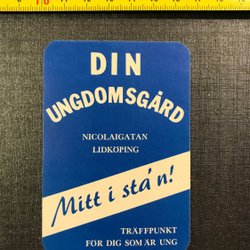 DIN
UNGDOMSGÅRD
NICOLAIGATAN
LIDKÖPING
Mitt i sta'n!
TRÄFFPUNKT
FÖR DIG SOM ÄR UNG